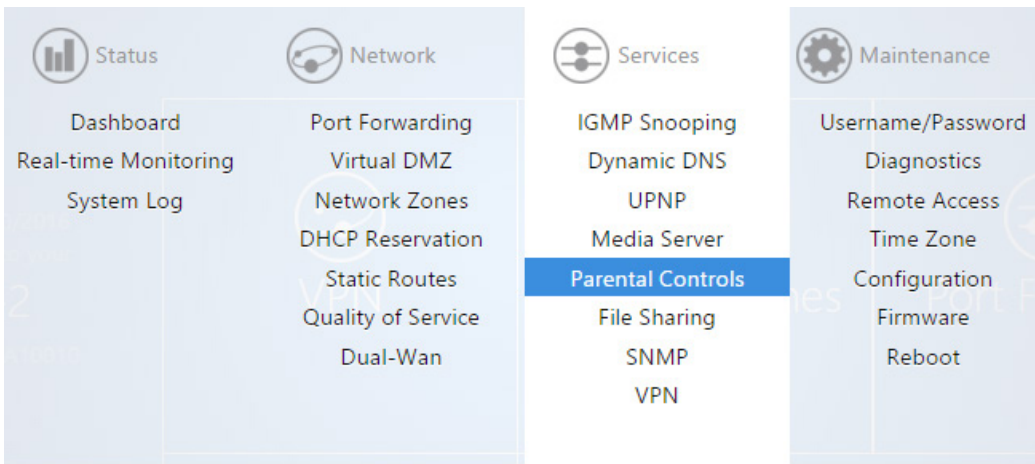 Status
Dashboard
Real-time Monitoring
System Log
Network
Port Forwarding
Virtual DMZ
Network Zones
DHCP Reservation
Static Routes
Quality of Service
Dual-Wan
Services
IGMP Snooping
Dynamic DNS
UPNP
Media Server
Parental Controls
File Sharing
SNMP
VPN
Maintenance
Username/Password
Diagnostics
Remote Access
Time Zone
Configuration
Firmware
Reboot
VPN